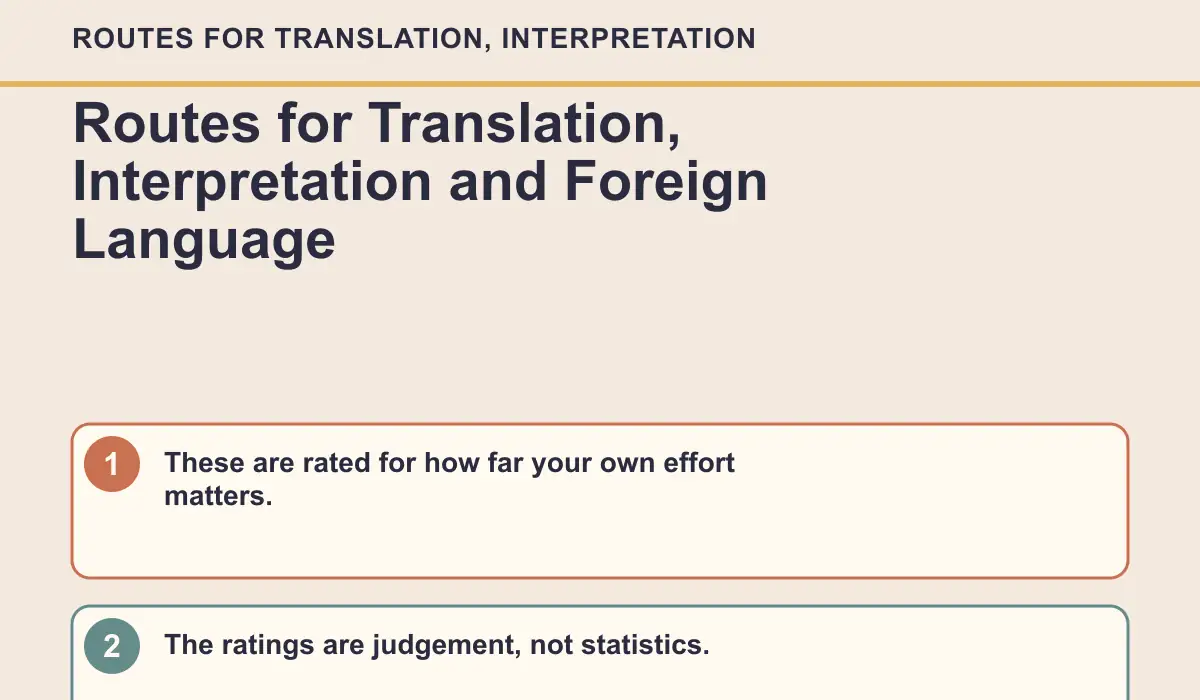 ROUTES FOR TRANSLATION, INTERPRETATION
Routes for Translation,
Interpretation and Foreign
Language
1
These are rated for how far your own effort
matters.
2
The ratings are judgement, not statistics.